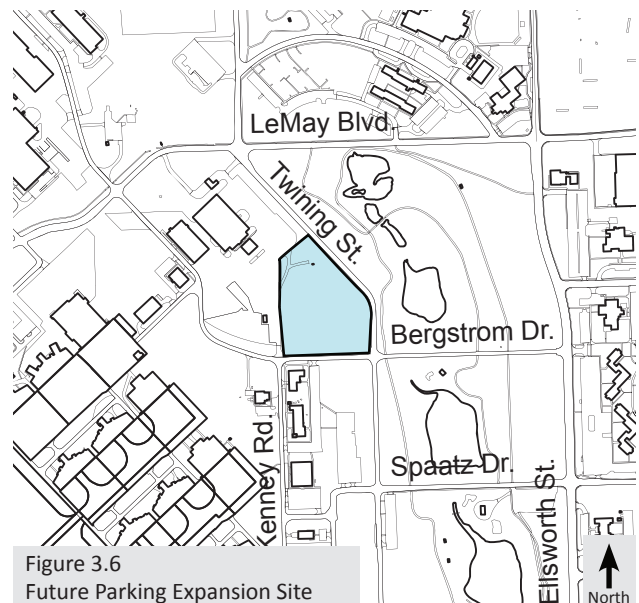 LeMay Blvd
Twining St.
Bergstrom Dr.
Spaatz Dr.
Kenney Rd.
Ellsworth St.
Figure 3.6
Future Parking Expansion Site
North